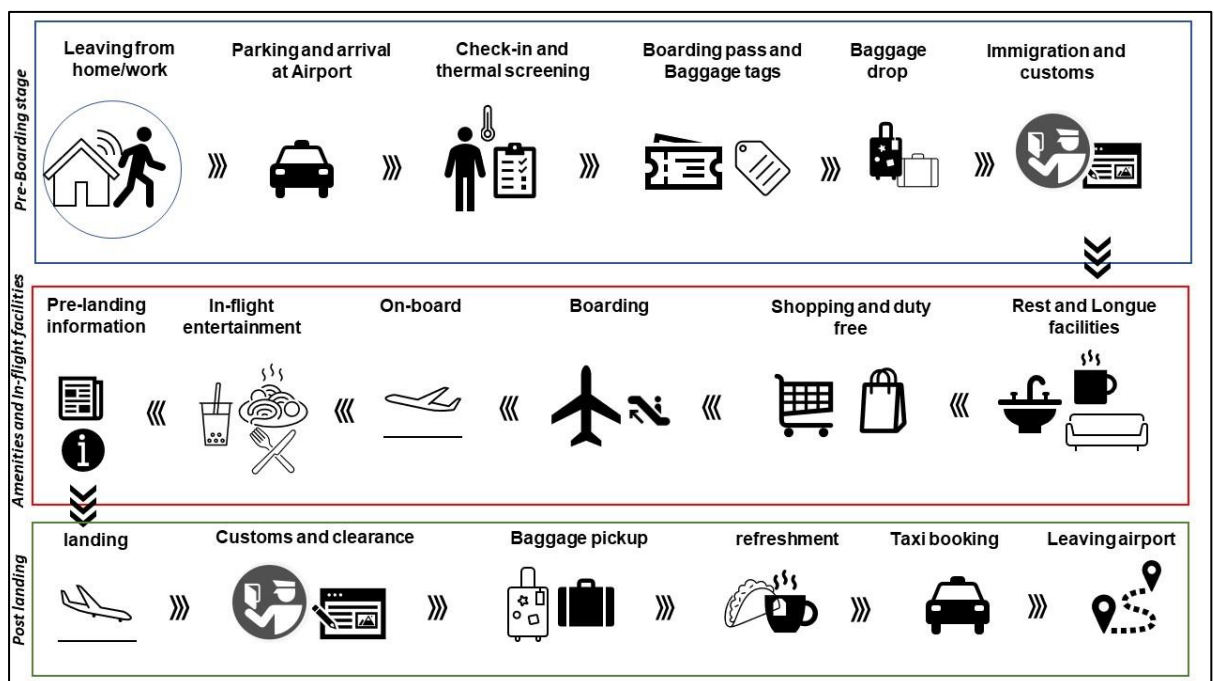 Pre-Boarding stage
Leaving from
home/work
Parking and arrival
at Airport
Check-in and
thermal screening
Boarding pass and
Baggage tags
Baggage
drop
Immigration and
customs
Amenities and In-flight facilities
Rest and Longue
facilities
Shopping and duty
free
Boarding
On-board
In-flight
entertainment
Pre-landing
information
Post landing
landing
Customs and clearance
Baggage pickup
refreshment
Taxi booking
Leaving airport